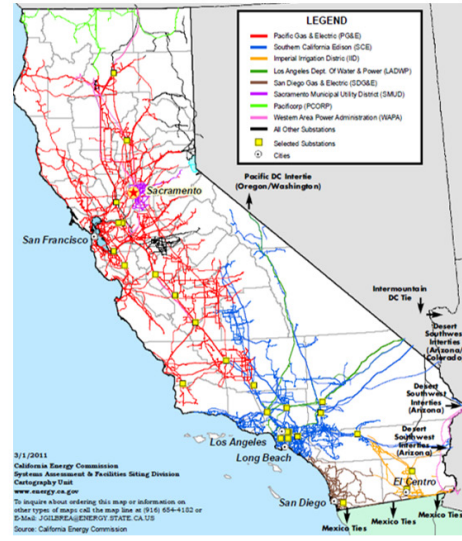 LEGEND
Pacific Gas & Electric (PG&E)
Southern California Edison (SCE)
Imperial Irrigation District (IID)
Los Angeles Dept. Of Water & Power (LADWP)
San Diego Gas & Electric (SDG&E)
Sacramento Municipal Utility District (SMUD)
Pacificorp (PCORP)
Western Area Power Administration (WAPA)
All Other Substations
Selected Substations
Cities
Pacific DC Intertie
(Oregon/Washington)
Sacramento
San Francisco
Intermountain
DC Tie
Desert
Southwest
Interties
(Arizona/
Colorado)
Desert
Southwest
Interties
(Arizona)
Desert
Southwest
Interties
(Arizona)
Los Angeles
Long Beach
El Centro
San Diego
Mexico Ties
Mexico Ties
Mexico Ties
3/1/2011
California Energy Commission
Systems Assessment & Facilities Siting Division
Cartography Unit
www.energy.ca.gov
To inquire about ordering this map or information on
other types of maps call the map line at (916) 654-4182 or
E-Mail: JGILBREA@ENERGY.STATE.CA.US
Source: California Energy Commission